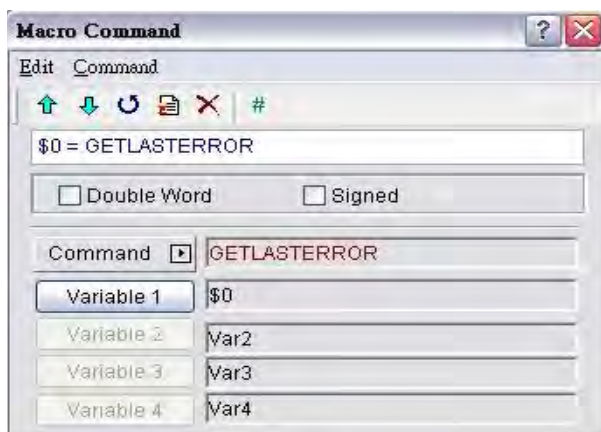 Macro Command
Edit Command
#
$0 = GETLASTERROR
Double Word Signed
Command GETLASTERROR
Variable 1 $0
Variable 2 Var2
Variable 3 Var3
Variable 4 Var4